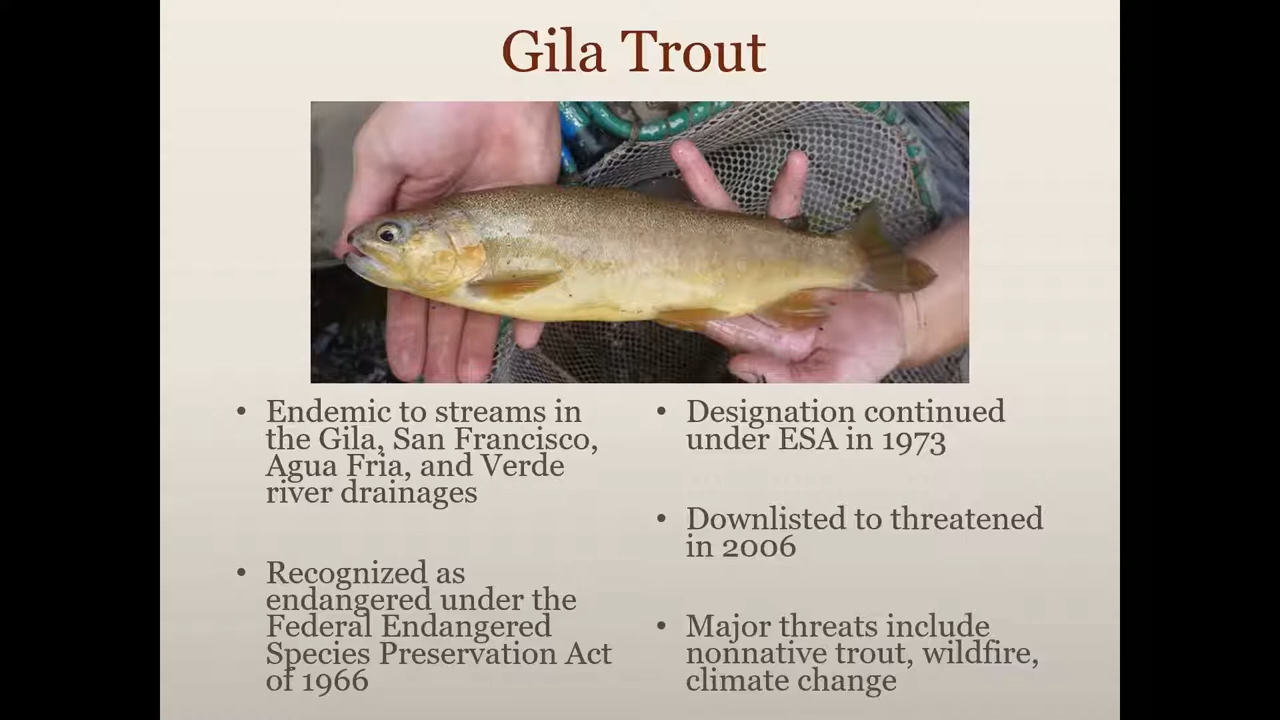 Gila Trout
• Endemic to streams in
the Gila, San Francisco,
Agua Fria, and Verde
river drainages
• Recognized as
endangered under the
Federal Endangered
Species Preservation Act
of 1966
• Designation continued
under ESA in 1973
• Downlisted to threatened
in 2006
• Major threats include
nonnative trout, wildfire,
climate change